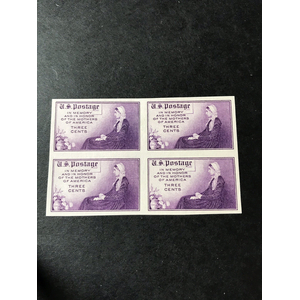 U.S. Postage
IN MEMORY
AND IN HONOR
OF THE MOTHERS
OF AMERICA
THREE
CENTS
U.S. Postage
IN MEMORY
AND IN HONOR
OF THE MOTHERS
OF AMERICA
THREE
CENTS
U.S. Postage
IN MEMORY
AND IN HONOR
OF THE MOTHERS
OF AMERICA
THREE
CENTS
U.S. Postage
IN MEMORY
AND IN HONOR
OF THE MOTHERS
OF AMERICA
THREE
CENTS